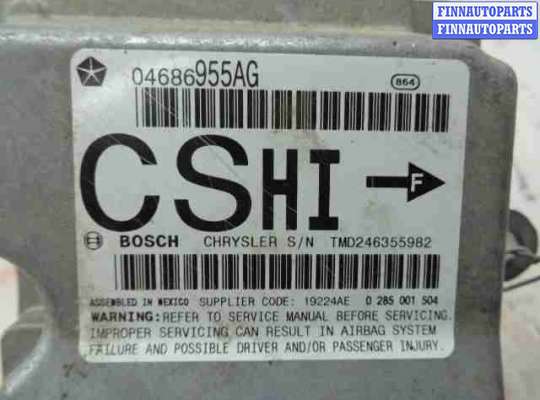 FINNAUTOPARTS
FINNAUTOPARTS
FINNAUTOPARTS
04686955AG
864
CSHI
F
BOSCH CHRYSLER S/N TMD246355982
ASSEMBLED IN MEXICO SUPPLIER CODE: 19224AE 0 285 001 504
WARNING: REFER TO SERVICE MANUAL BEFORE SERVICING.
IMPROPER SERVICING CAN RESULT IN AIRBAG SYSTEM
FAILURE AND POSSIBLE DRIVER AND/OR PASSENGER INJURY.